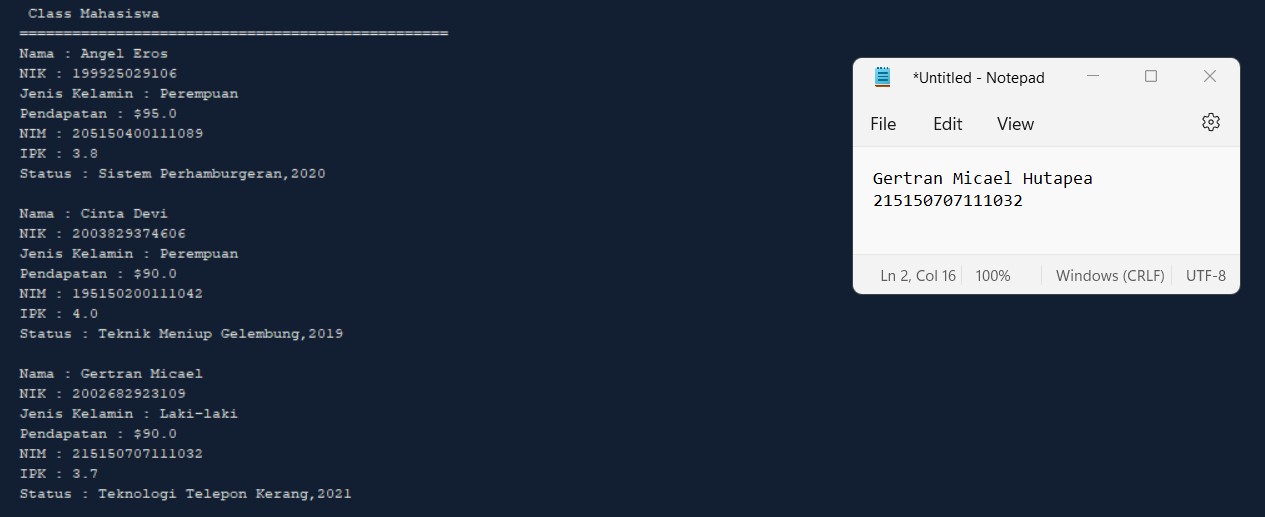 Class Mahasiswa
=================================================
Nama : Angel Eros
NIK : 199925029106
Jenis Kelamin : Perempuan
Pendapatan : $95.0
NIM : 205150400111089
IPK : 3.8
Status : Sistem Perhamburgeran,2020
Nama : Cinta Devi
NIK : 2003829374606
Jenis Kelamin : Perempuan
Pendapatan : $90.0
NIM : 195150200111042
IPK : 4.0
Status : Teknik Meniup Gelembung,2019
Nama : Gertran Micael
NIK : 2002682923109
Jenis Kelamin : Laki-laki
Pendapatan : $90.0
NIM : 215150707111032
IPK : 3.7
Status : Teknologi Telepon Kerang,2021
*Untitled - Notepad
File Edit View
Gertran Micael Hutapea
215150707111032
Ln 2, Col 16 100% Windows (CRLF) UTF-8